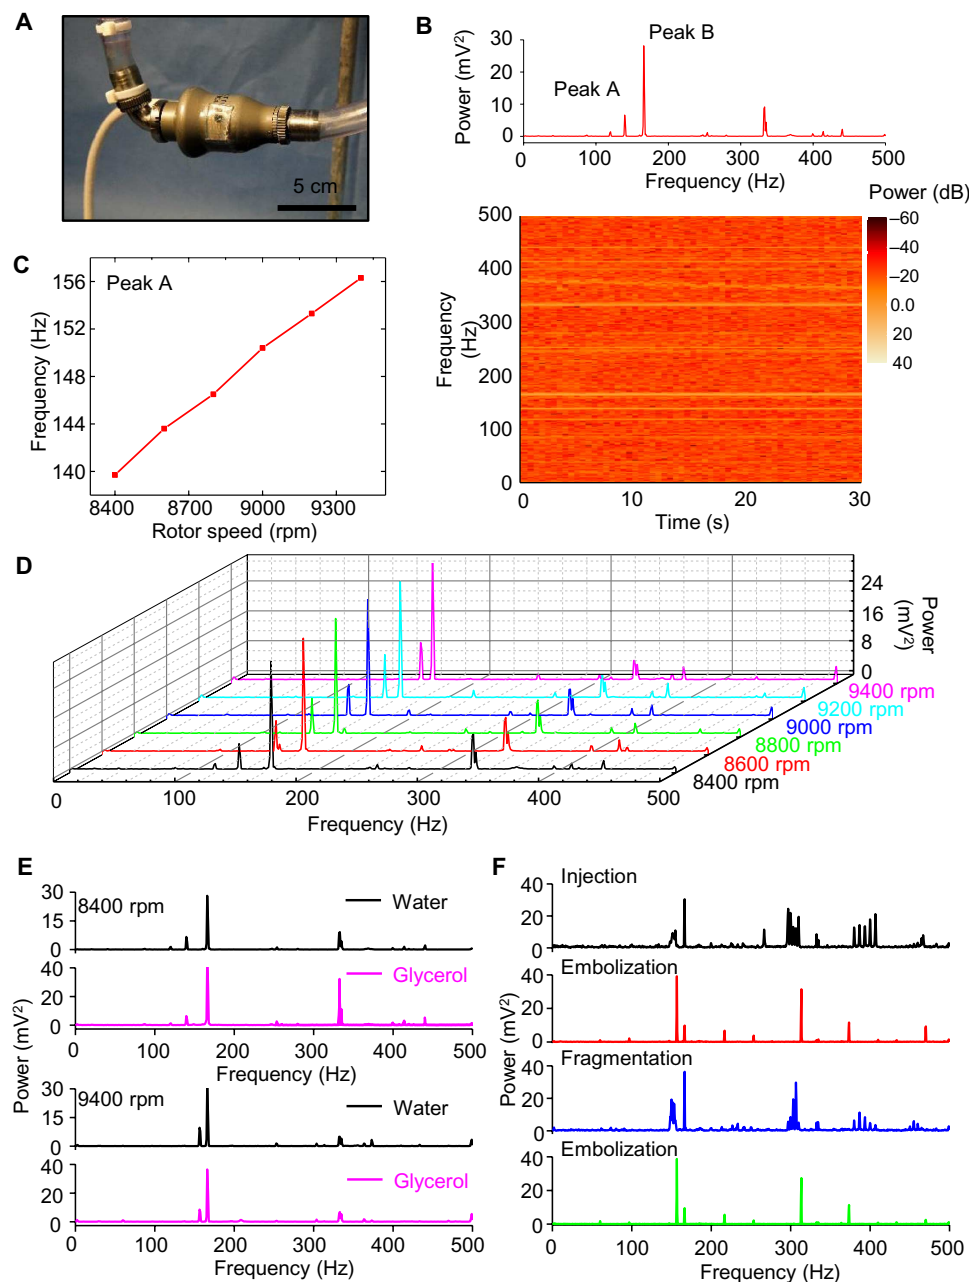 A
5 cm
B
Power (mV²)
30
20
10
0
Peak A
Peak B
0 100 200 300 400 500
Frequency (Hz)
Power (dB)
500
400
300
200
100
0
Frequency
(Hz)
0 10 20 30
Time (s)
–60
–40
–20
0.0
20
40
C
Peak A
Frequency (Hz)
156
152
148
144
140
8400 8700 9000 9300
Rotor speed (rpm)
D
24
16
8
0
Power
(mV²)
9400 rpm
9200 rpm
9000 rpm
8800 rpm
8600 rpm
8400 rpm
0 100 200 300 400 500
Frequency (Hz)
E
Power (mV²)
30
15
0
8400 rpm
Water
40
20
0
Glycerol
0 100 200 300 400 500
Frequency (Hz)
30
15
0
9400 rpm
Water
40
20
0
Glycerol
0 100 200 300 400 500
Frequency (Hz)
F
Power (mV²)
Injection
40
20
0
Embolization
40
20
0
Fragmentation
40
20
0
Embolization
40
20
0
0 100 200 300 400 500
Frequency (Hz)